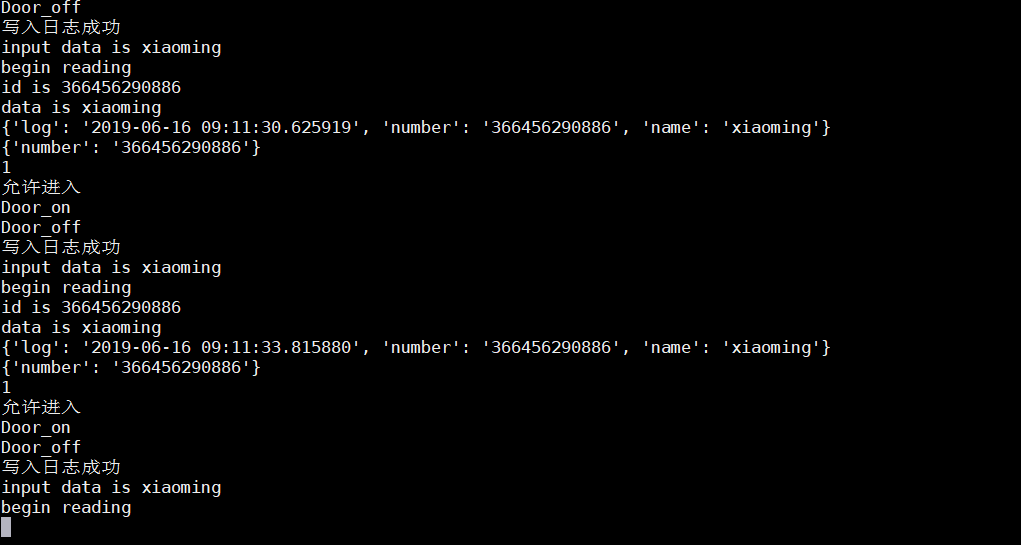 Door_off
写入日志成功
input data is xiaoming
begin reading
id is 366456290886
data is xiaoming
{'log': '2019-06-16 09:11:30.625919', 'number': '366456290886', 'name': 'xiaoming'}
{'number': '366456290886'}
1
允许进入
Door_on
Door_off
写入日志成功
input data is xiaoming
begin reading
id is 366456290886
data is xiaoming
{'log': '2019-06-16 09:11:33.815880', 'number': '366456290886', 'name': 'xiaoming'}
{'number': '366456290886'}
1
允许进入
Door_on
Door_off
写入日志成功
input data is xiaoming
begin reading